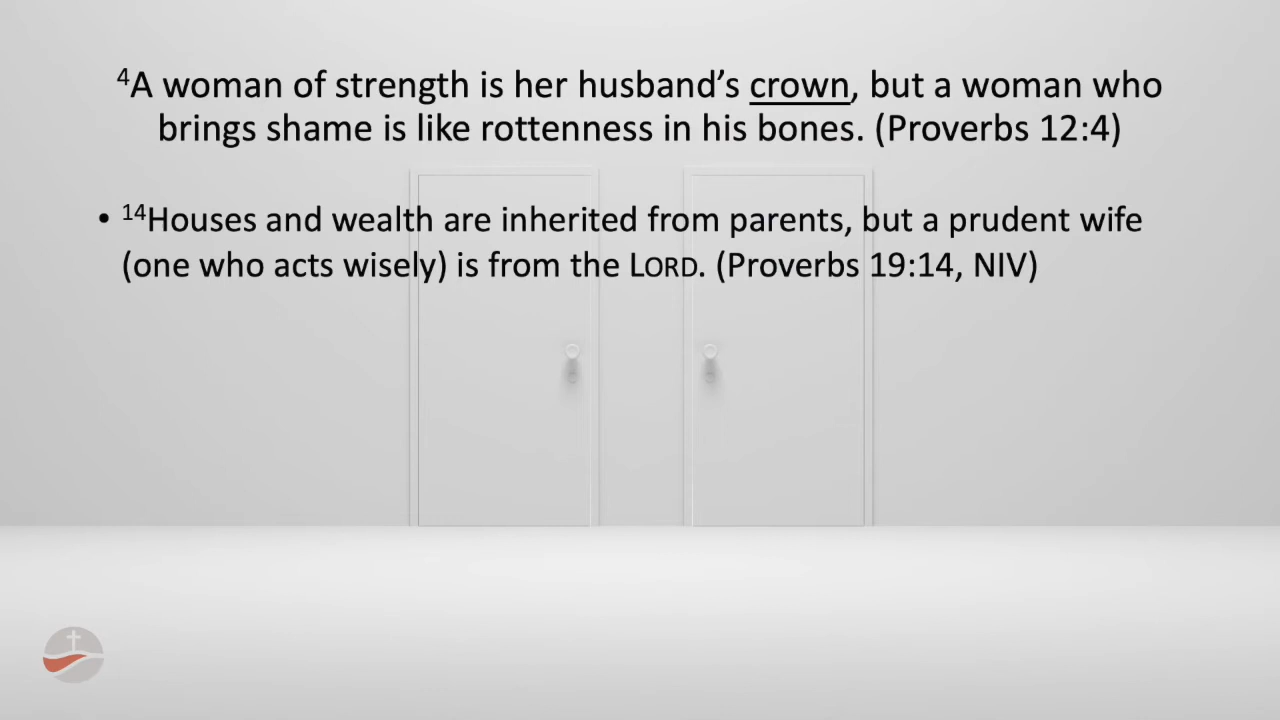 ⁴A woman of strength is her husband’s crown, but a woman who
brings shame is like rottenness in his bones. (Proverbs 12:4)
• ¹⁴Houses and wealth are inherited from parents, but a prudent wife
(one who acts wisely) is from the LORD. (Proverbs 19:14, NIV)